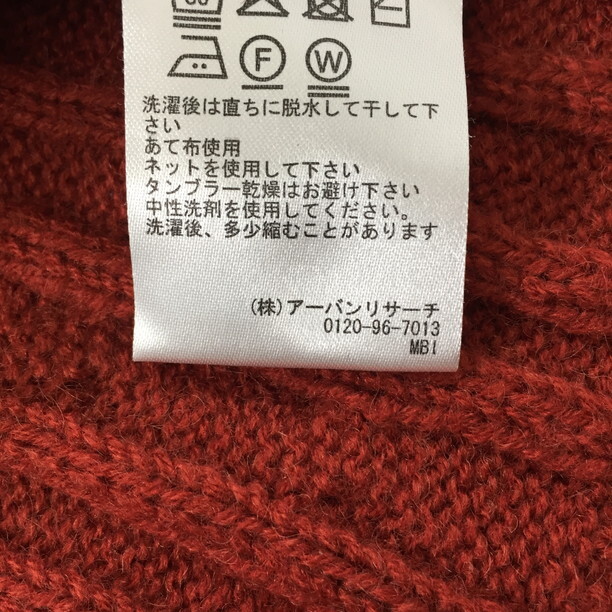 F W
洗濯後は直ちに脱水して干して下
さい
あて布使用
ネットを使用して下さい
タンブラー乾燥はお避け下さい
中性洗剤を使用してください。
洗濯後、多少縮むことがあります
(株)アーバンリサーチ
0120-96-7013
MBI